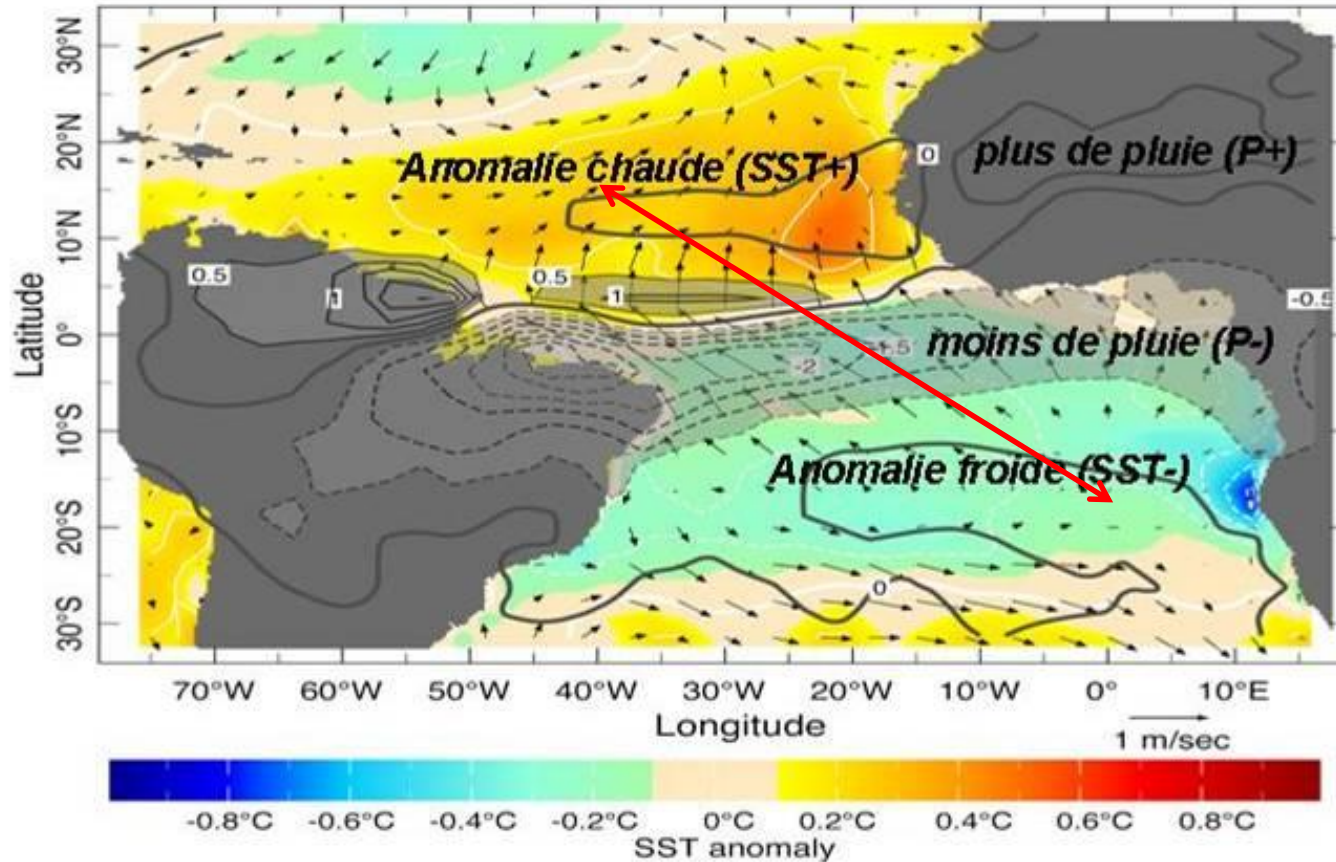 30°N
20°N
10°N
0°
10°S
20°S
30°S
Latitude
Anomalie chaude (SST+)
0
plus de pluie (P+)
0.5
1
0.5
1
-0.5
moins de pluie (P-)
-2
Anomalie froide (SST-)
0
70°W 60°W 50°W 40°W 30°W 20°W 10°W 0° 10°E
Longitude
1 m/sec
-0.8°C -0.6°C -0.4°C -0.2°C 0°C 0.2°C 0.4°C 0.6°C 0.8°C
SST anomaly